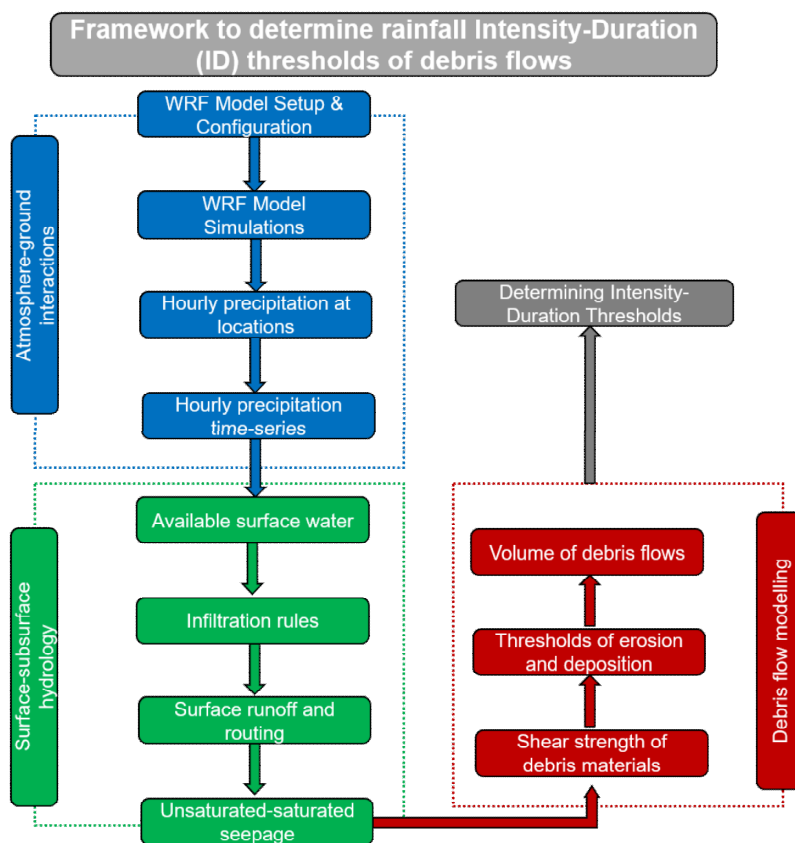 Framework to determine rainfall Intensity-Duration
(ID) thresholds of debris flows
Atmosphere-ground
interactions
WRF Model Setup &
Configuration
WRF Model
Simulations
Hourly precipitation at
locations
Hourly precipitation
time-series
Surface-subsurface
hydrology
Available surface water
Infiltration rules
Surface runoff and
routing
Unsaturated-saturated
seepage
Determining Intensity-
Duration Thresholds
Volume of debris flows
Thresholds of erosion
and deposition
Shear strength of
debris materials
Debris flow modelling